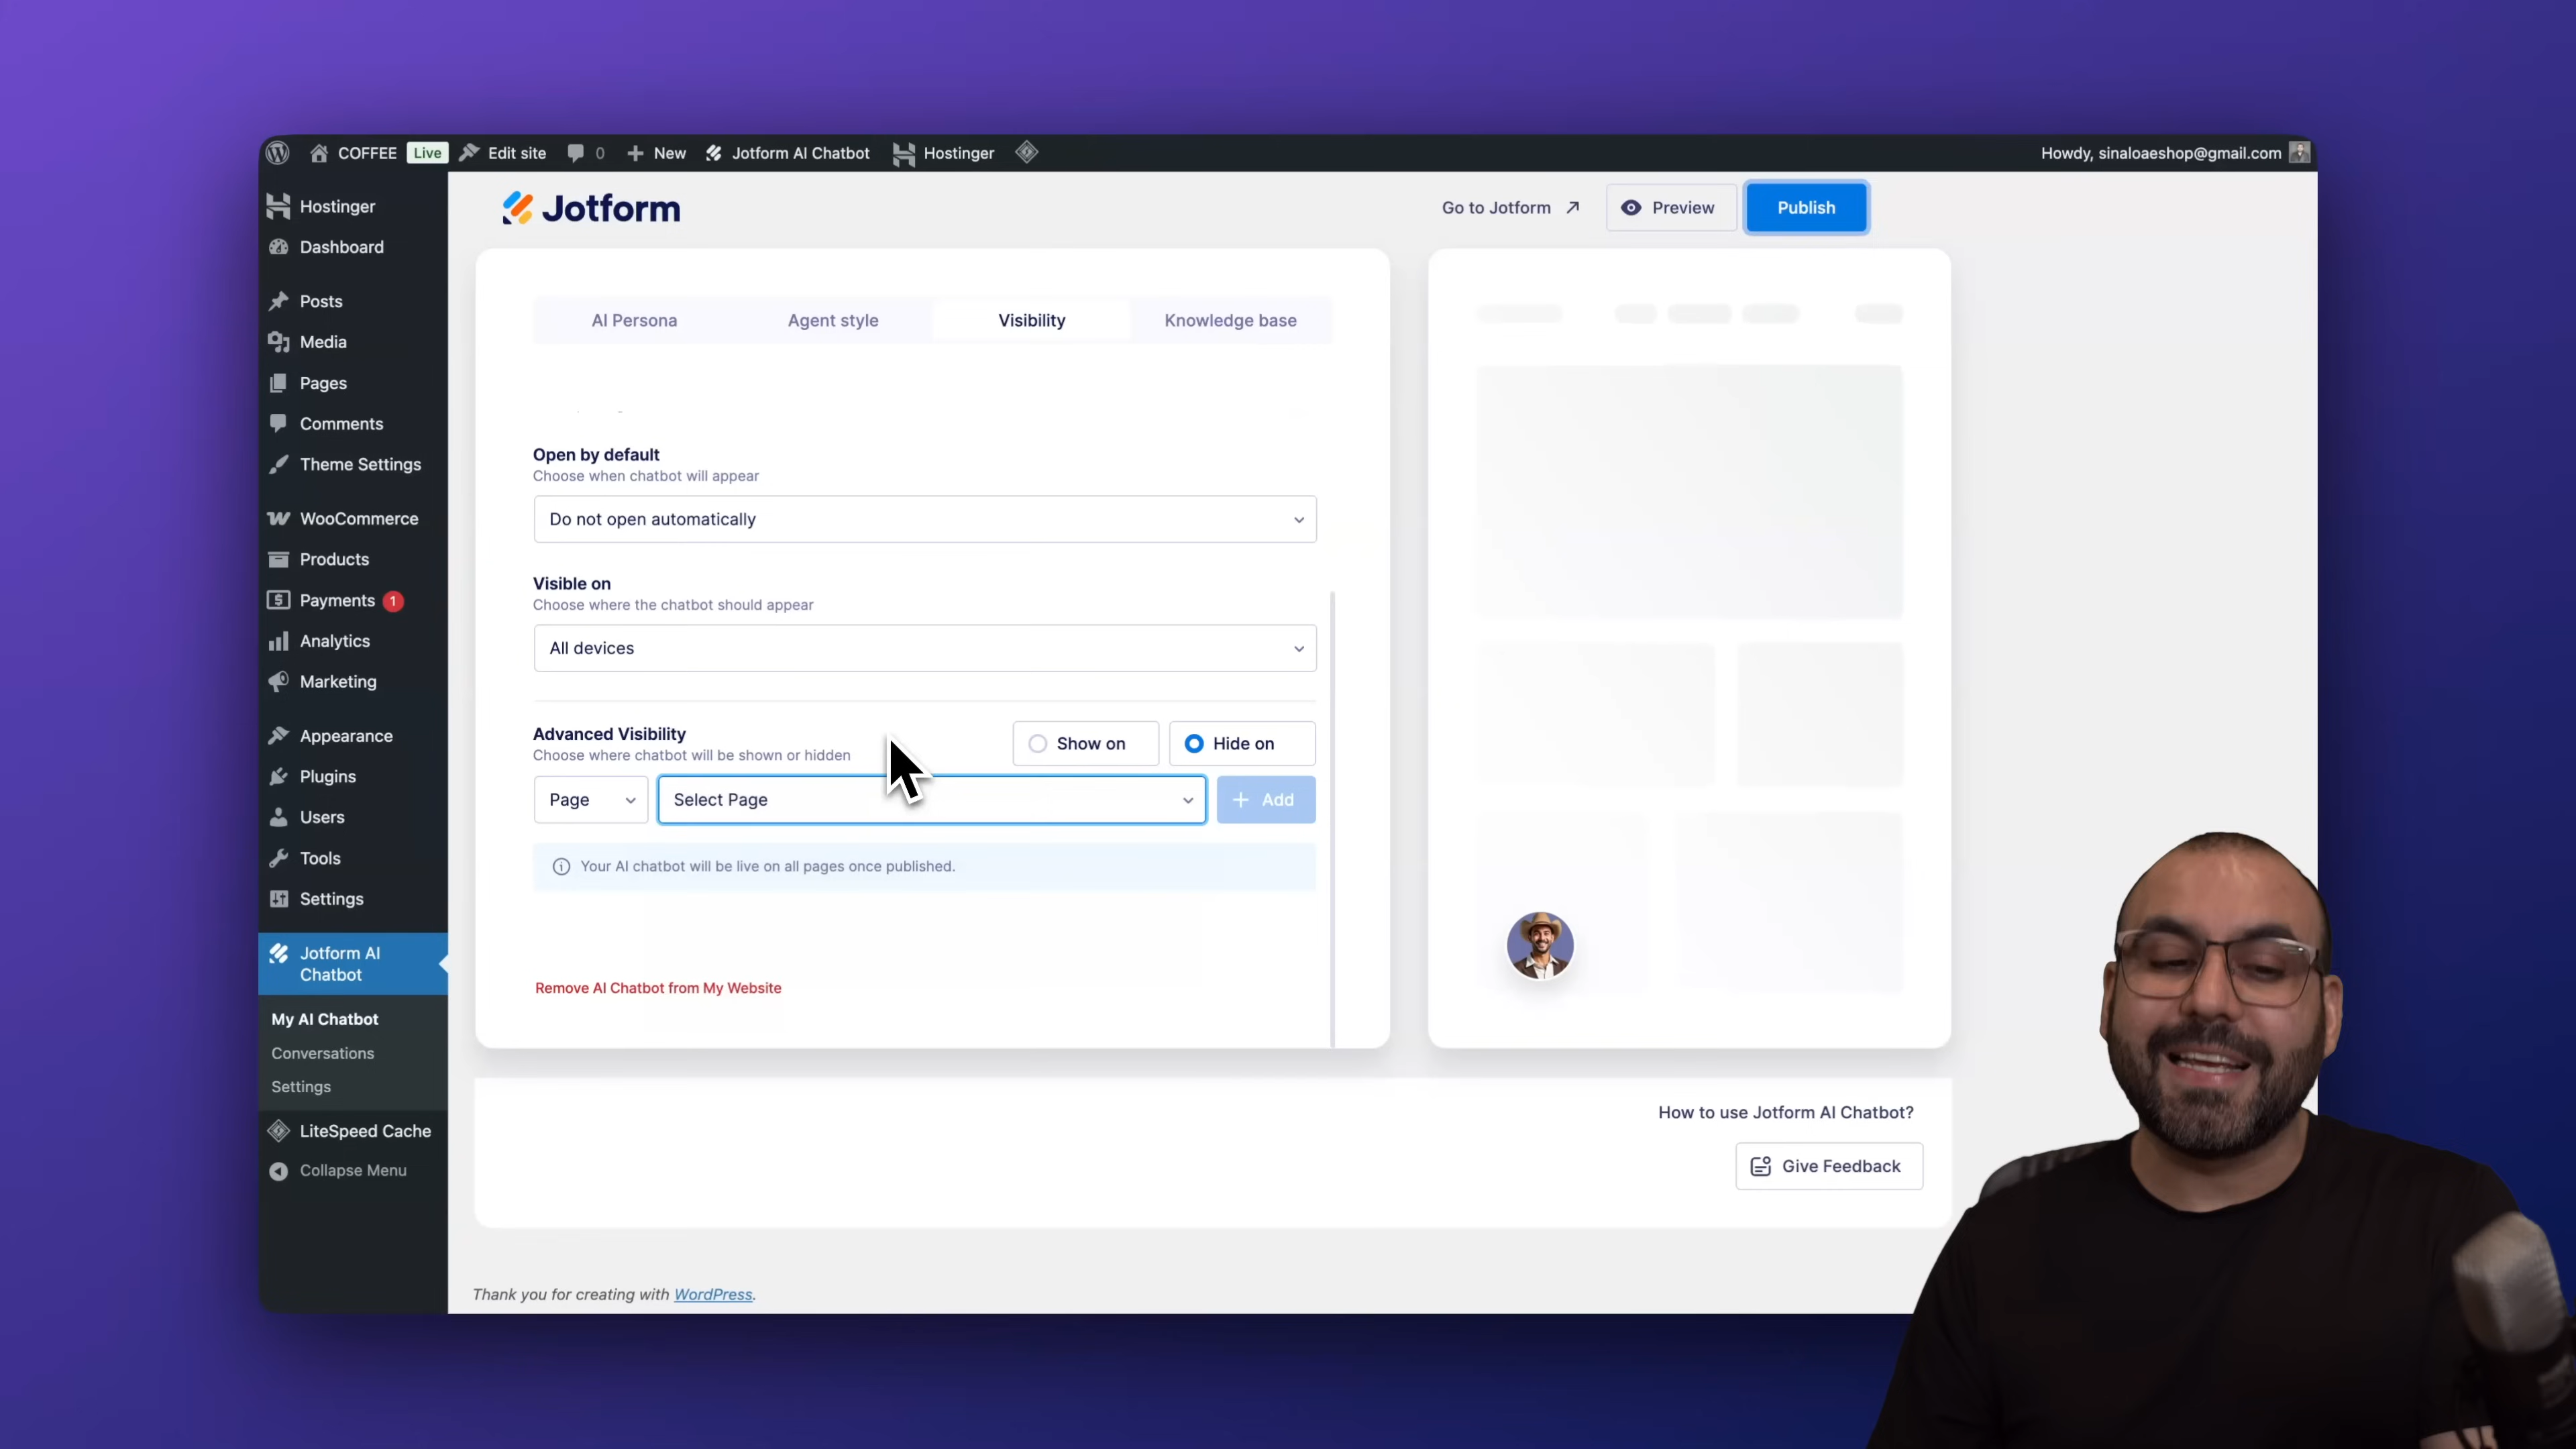 COFFEE Live Edit site 0 New Jotform AI Chatbot Hostinger Howdy, sinaloaeshop@gmail.com
Hostinger
Dashboard
Posts
Media
Pages
Comments
Theme Settings
WooCommerce
Products
Payments 1
Analytics
Marketing
Appearance
Plugins
Users
Tools
Settings
Jotform AI
Chatbot
My AI Chatbot
Conversations
Settings
LiteSpeed Cache
Collapse Menu
Jotform
Go to Jotform Preview Publish
AI Persona Agent style Visibility Knowledge base
Open by default
Choose when chatbot will appear
Do not open automatically
Visible on
Choose where the chatbot should appear
All devices
Advanced Visibility
Choose where chatbot will be shown or hidden
Show on Hide on
Page Select Page + Add
Your AI chatbot will be live on all pages once published.
Remove AI Chatbot from My Website
How to use Jotform AI Chatbot?
Give Feedback
Thank you for creating with WordPress.